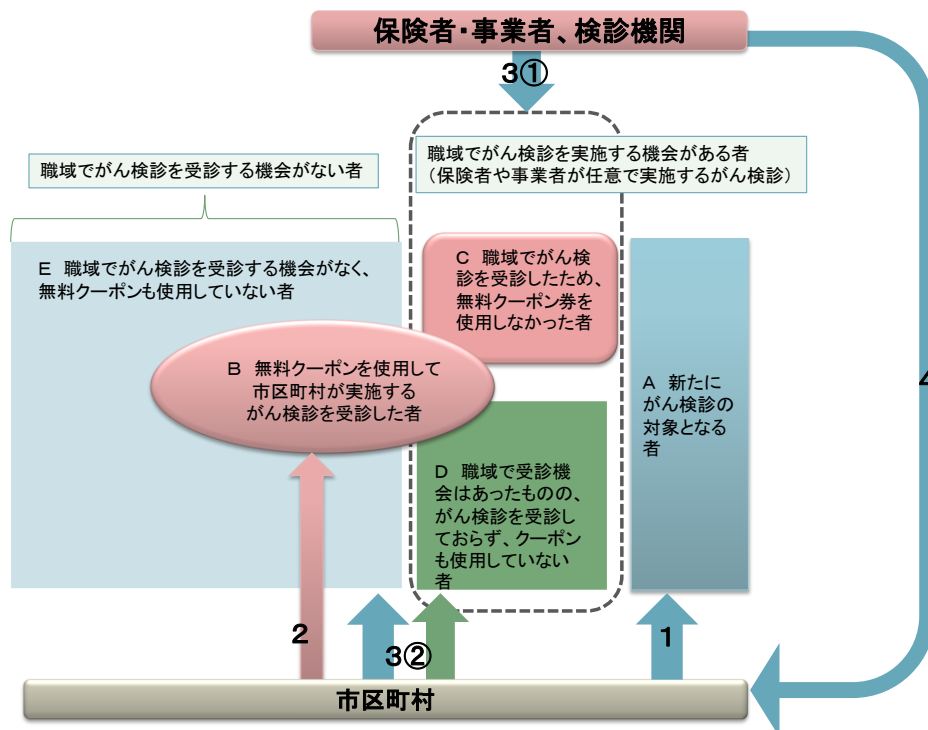 保険者・事業者、検診機関
3①
4
職域でがん検診を受診する機会がない者
職域でがん検診を実施する機会がある者
（保険者や事業者が任意で実施するがん検診）
E　職域でがん検診を受診する機会がなく、
無料クーポンも使用していない者
C　職域でがん検
診を受診したため、
無料クーポン券を
使用しなかった者
B　無料クーポンを使用して
市区町村が実施する
がん検診を受診した者
A　新たに
がん検診の
対象となる
者
D　職域で受診機
会はあったものの、
がん検診を受診し
ておらず、クーポン
も使用していない
者
2
3②
1
市区町村